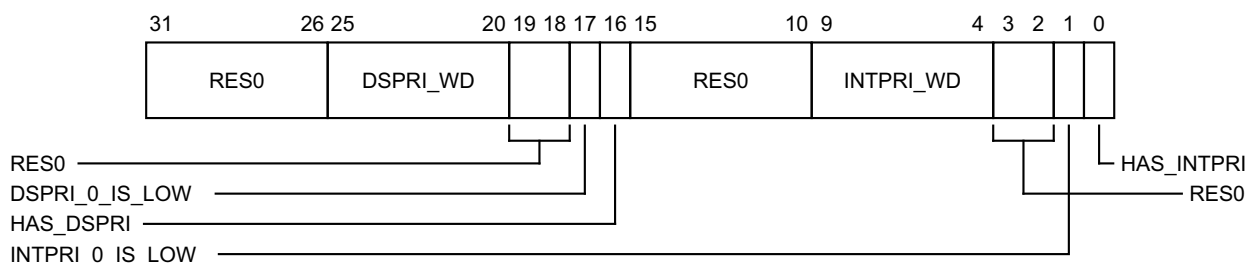 31 26 25 20 19 18 17 16 15 10 9 4 3 2 1 0
RES0 DSPRI_WD RES0 INTPRI_WD
RES0 HAS_INTPRI
DSPRI_0_IS_LOW RES0
HAS_DSPRI
INTPRI_0_IS_LOW